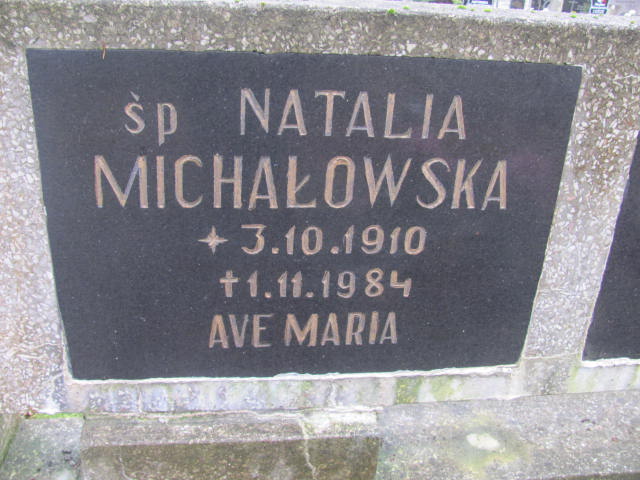 śp NATALIA
MICHAŁOWSKA
✶ 3.10.1910
✝ 1.11.1984
AVE MARIA